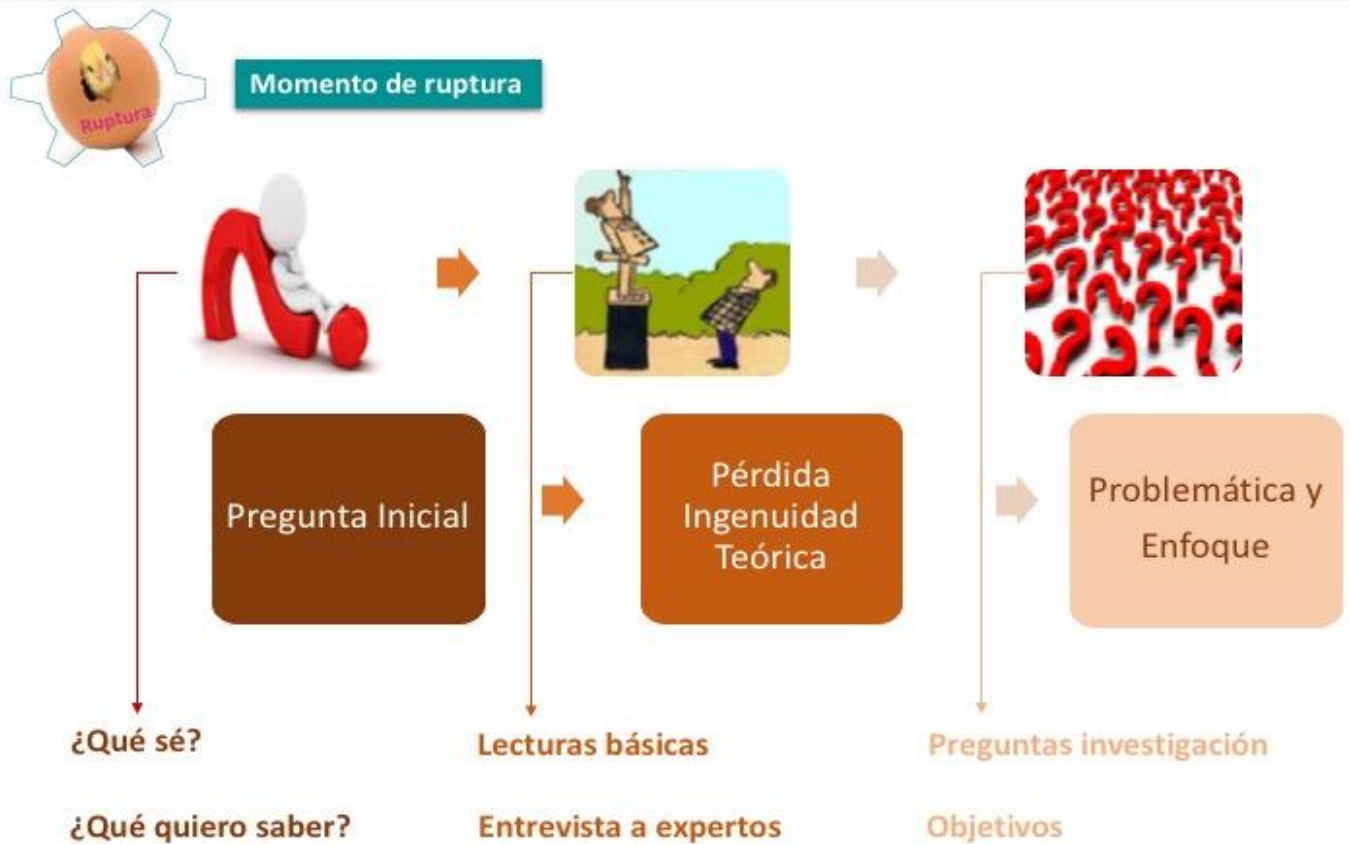 Ruptura
Momento de ruptura
Pregunta Inicial
Pérdida
Ingenuidad
Teórica
Problemática y
Enfoque
¿Qué sé?
Lecturas básicas
Preguntas investigación
¿Qué quiero saber?
Entrevista a expertos
Objetivos